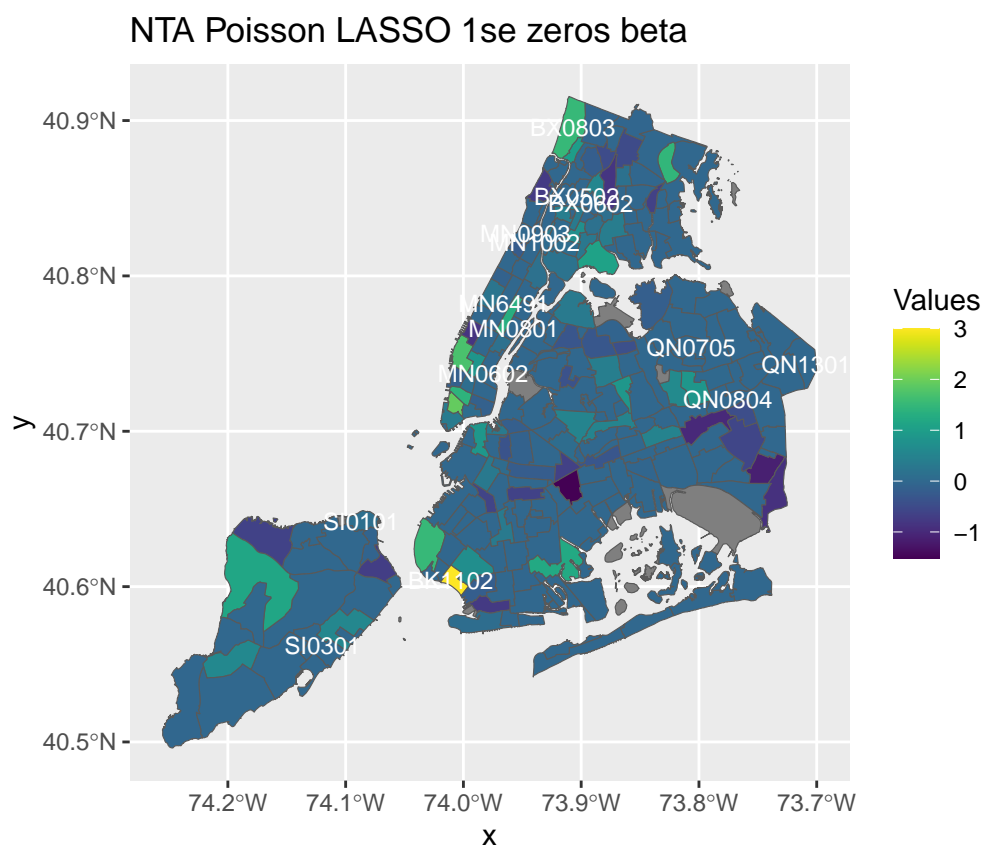 NTA Poisson LASSO 1se zeros beta
40.9°N
40.8°N
40.7°N
40.6°N
40.5°N
y
BX0803
BX0502
BX0602
MN0903
MN1002
MN6491
MN0801
MN0602
QN0705
QN1301
QN0804
SI0101
BK1102
SI0301
74.2°W 74.1°W 74.0°W 73.9°W 73.8°W 73.7°W
x
Values
3
2
1
0
−1